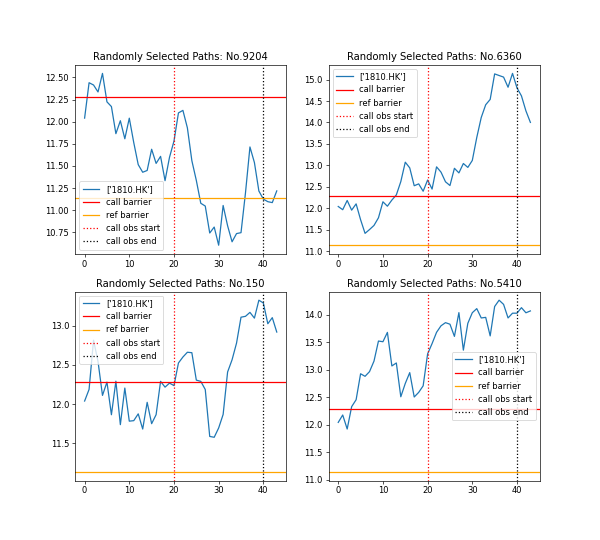 Randomly Selected Paths: No.9204
12.50
12.25
12.00
11.75
11.50
11.25
11.00
10.75
['1810.HK']
call barrier
ref barrier
call obs start
call obs end
0
10
20
30
40
Randomly Selected Paths: No.6360
15.0
14.5
14.0
13.5
13.0
12.5
12.0
11.5
11.0
['1810.HK']
call barrier
ref barrier
call obs start
call obs end
0
10
20
30
40
Randomly Selected Paths: No.150
13.0
12.5
12.0
11.5
['1810.HK']
call barrier
ref barrier
call obs start
call obs end
0
10
20
30
40
Randomly Selected Paths: No.5410
14.0
13.5
13.0
12.5
12.0
11.5
11.0
['1810.HK']
call barrier
ref barrier
call obs start
call obs end
0
10
20
30
40